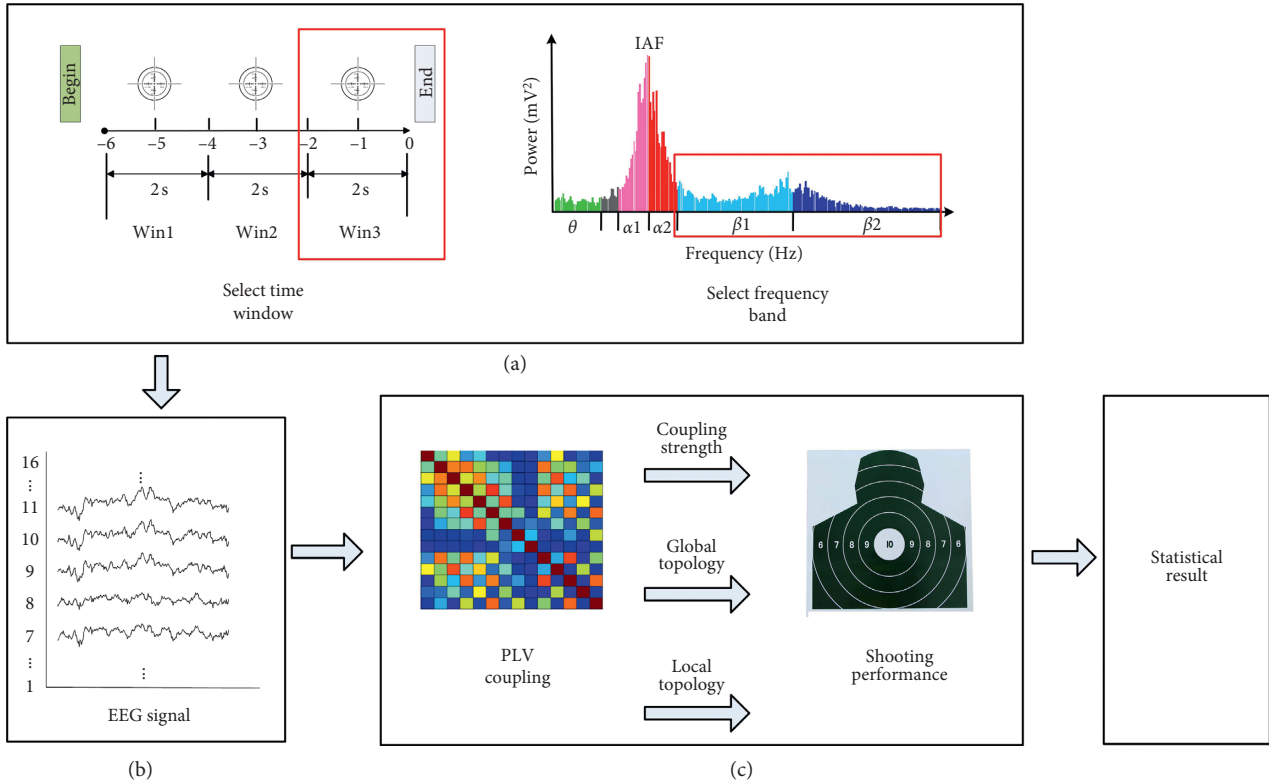 Begin
End
–6 –5 –4 –3 –2 –1 0
2 s 2 s 2 s
Win1 Win2 Win3
Select time
window
IAF
Power (mV²)
θ α1 α2 β1 β2
Frequency (Hz)
Select frequency
band
(a)
16
⋮ ⋮
11
10
9
8
7
⋮ ⋮
1
EEG signal
(b)
PLV
coupling
Coupling
strength
Global
topology
Local
topology
6 7 8 9 10 9 8 7 6
Shooting
performance
(c)
Statistical
result